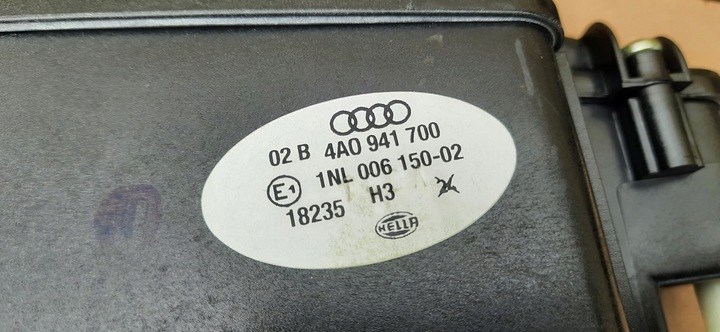 02 B 4A0 941 700
E1 1NL 006 150-02
18235 H3
HELLA